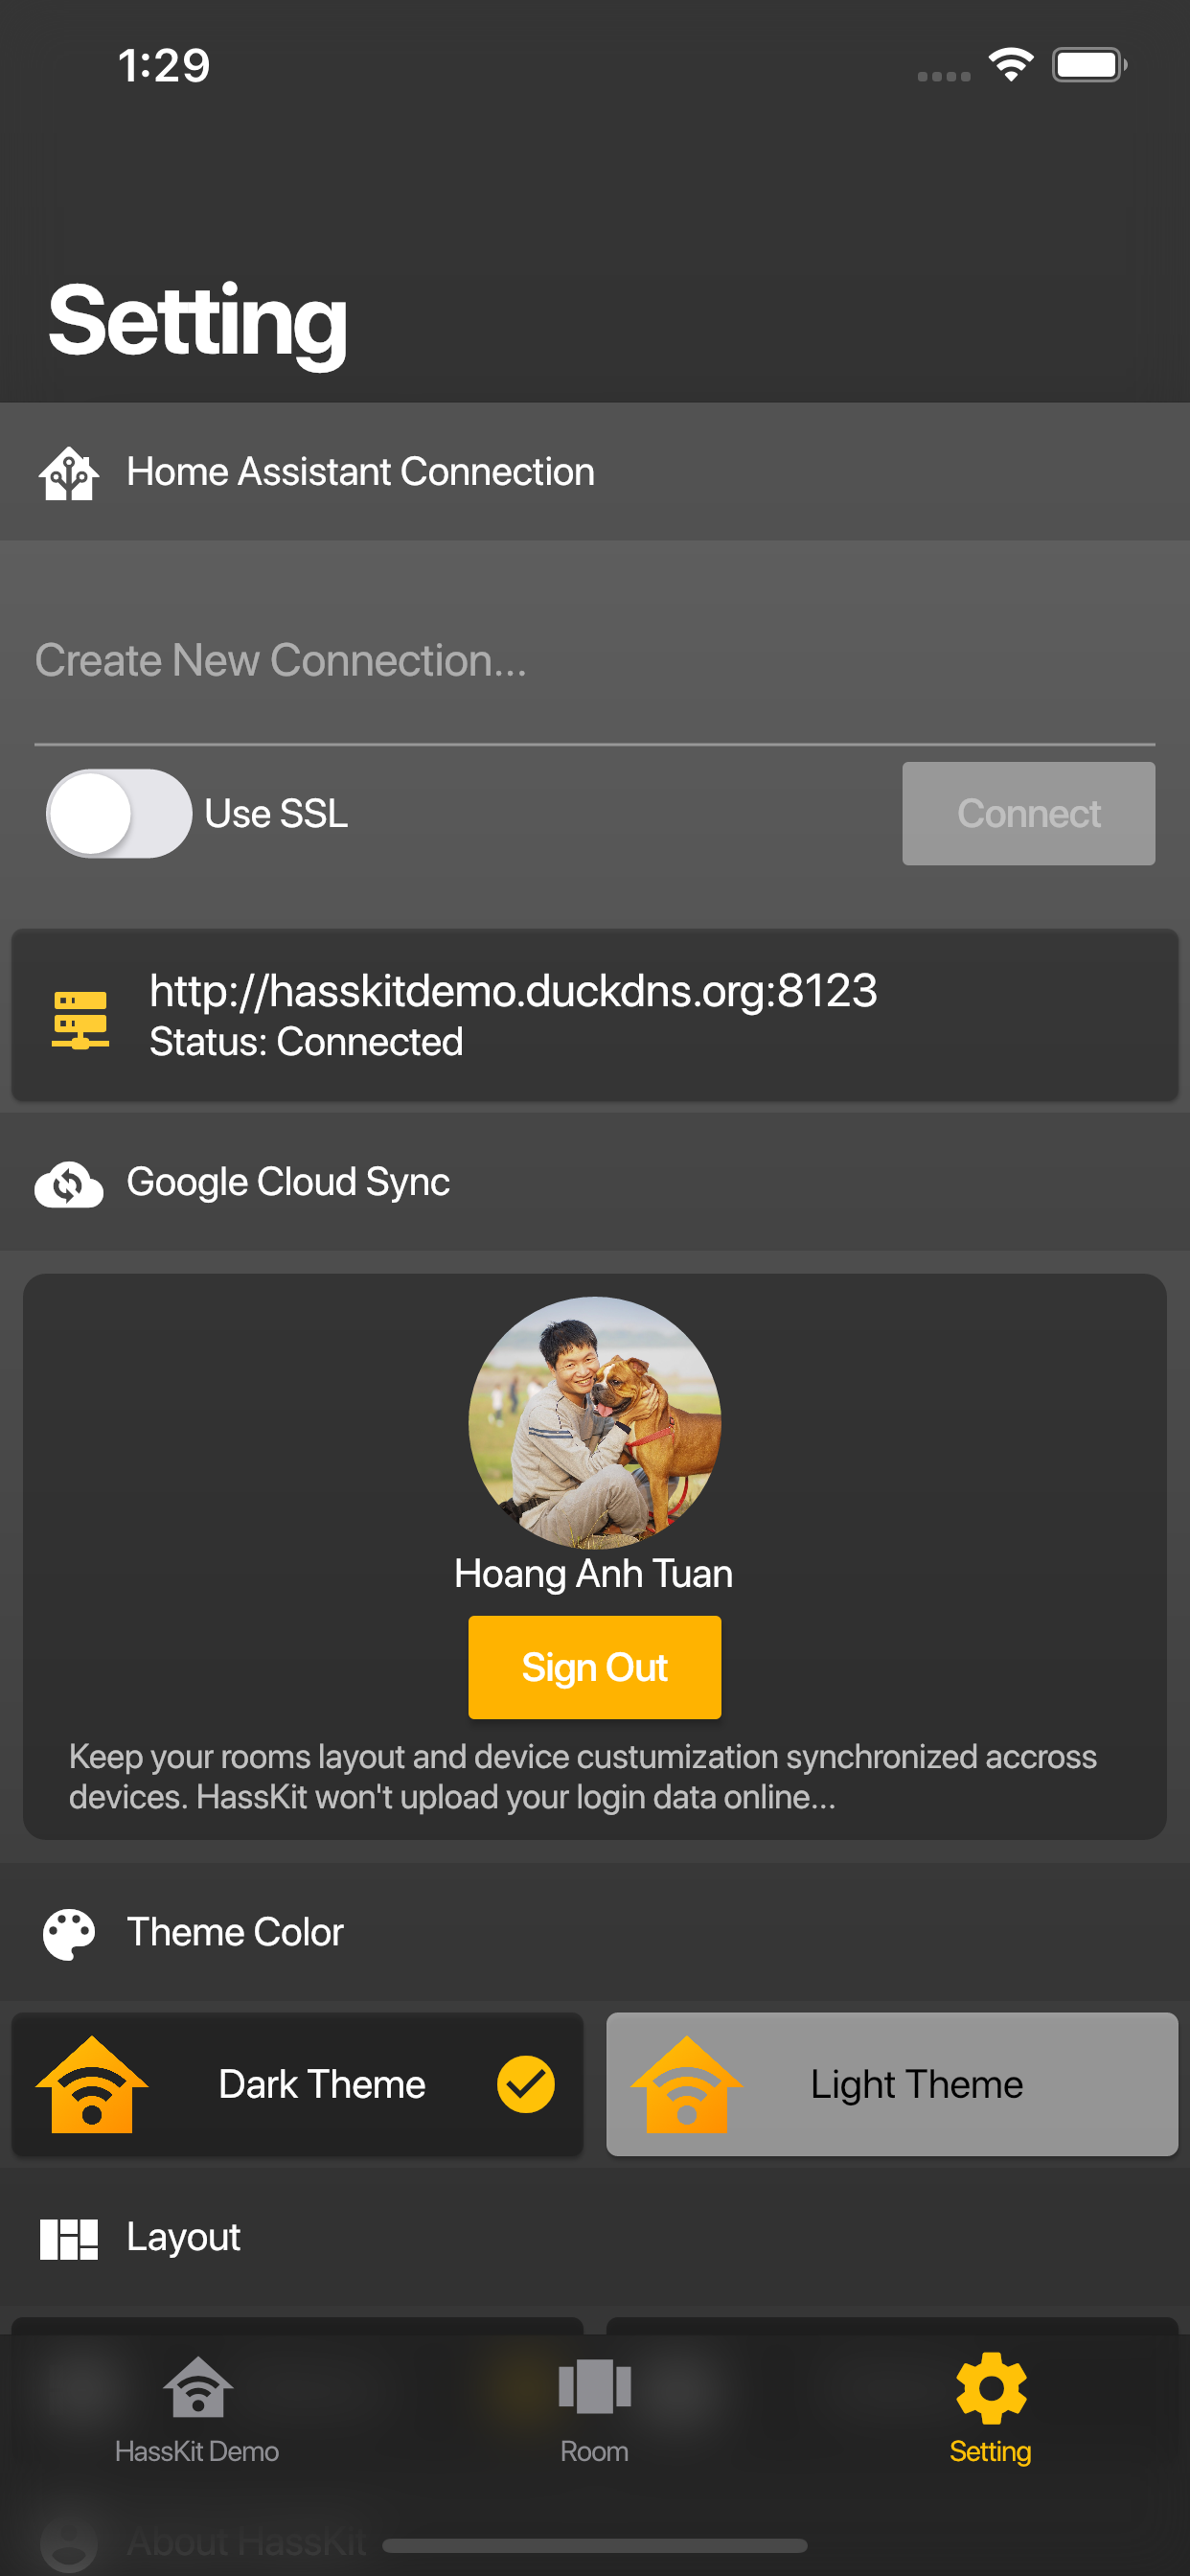 1:29
Setting
Home Assistant Connection
Create New Connection...
Use SSL
Connect
http://hasskitdemo.duckdns.org:8123
Status: Connected
Google Cloud Sync
Hoang Anh Tuan
Sign Out
Keep your rooms layout and device custumization synchronized accross
devices. HassKit won't upload your login data online...
Theme Color
Dark Theme
Light Theme
Layout
HassKit Demo
Room
Setting
About HassKit